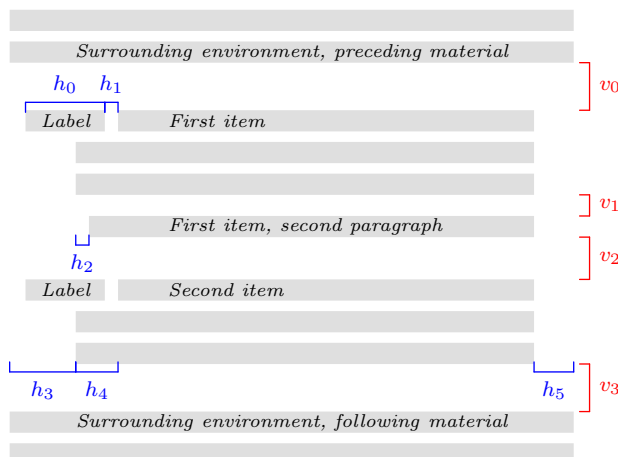 Surrounding environment, preceding material
v0
h0 h1
Label First item
v1
First item, second paragraph
h2
v2
Label Second item
h3 h4 h5
v3
Surrounding environment, following material